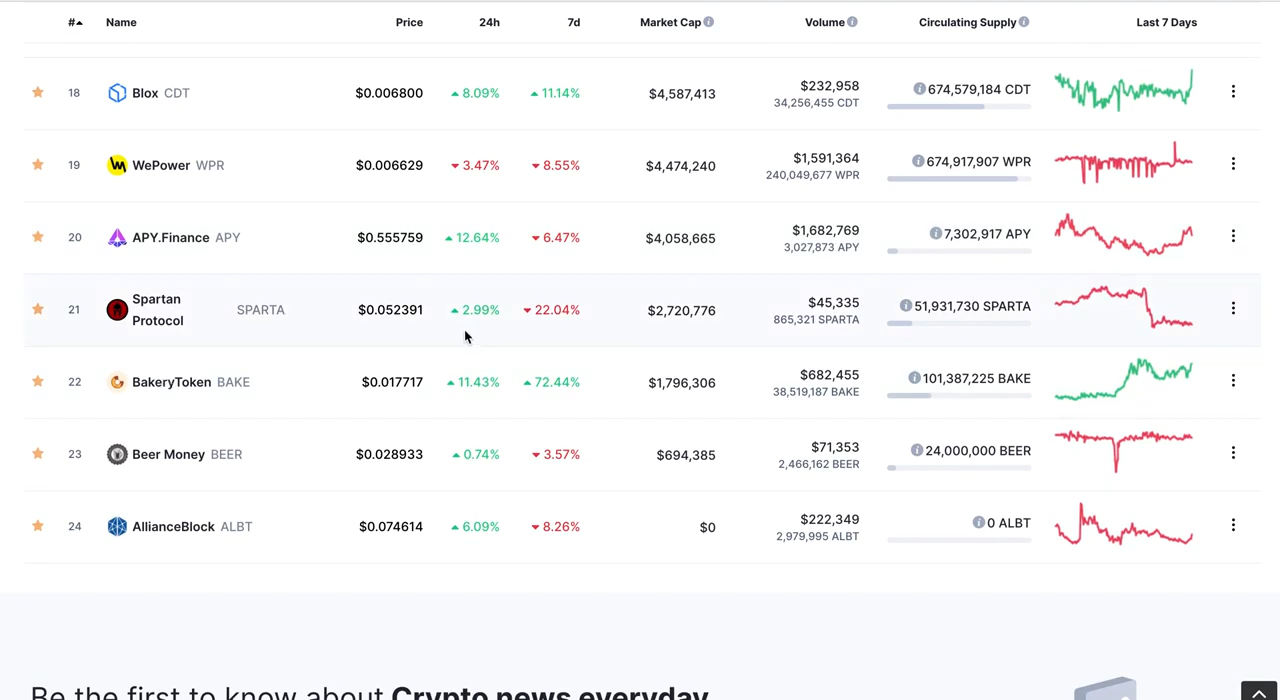 # Name Price 24h 7d Market Cap Volume Circulating Supply Last 7 Days
18 Blox CDT $0.006800 8.09% 11.14% $4,587,413 $232,958 674,579,184 CDT
34,256,455 CDT
19 WePower WPR $0.006629 3.47% 8.55% $4,474,240 $1,591,364 674,917,907 WPR
240,049,677 WPR
20 APY.Finance APY $0.555759 12.64% 6.47% $4,058,665 $1,682,769 7,302,917 APY
3,027,873 APY
21 Spartan Protocol SPARTA $0.052391 2.99% 22.04% $2,720,776 $45,335 51,931,730 SPARTA
865,321 SPARTA
22 BakeryToken BAKE $0.017717 11.43% 72.44% $1,796,306 $682,455 101,387,225 BAKE
38,519,187 BAKE
23 Beer Money BEER $0.028933 0.74% 3.57% $694,385 $71,353 24,000,000 BEER
2,466,162 BEER
24 AllianceBlock ALBT $0.074614 6.09% 8.26% $0 $222,349 0 ALBT
2,979,995 ALBT
Be the first to know about Crypto news everyday